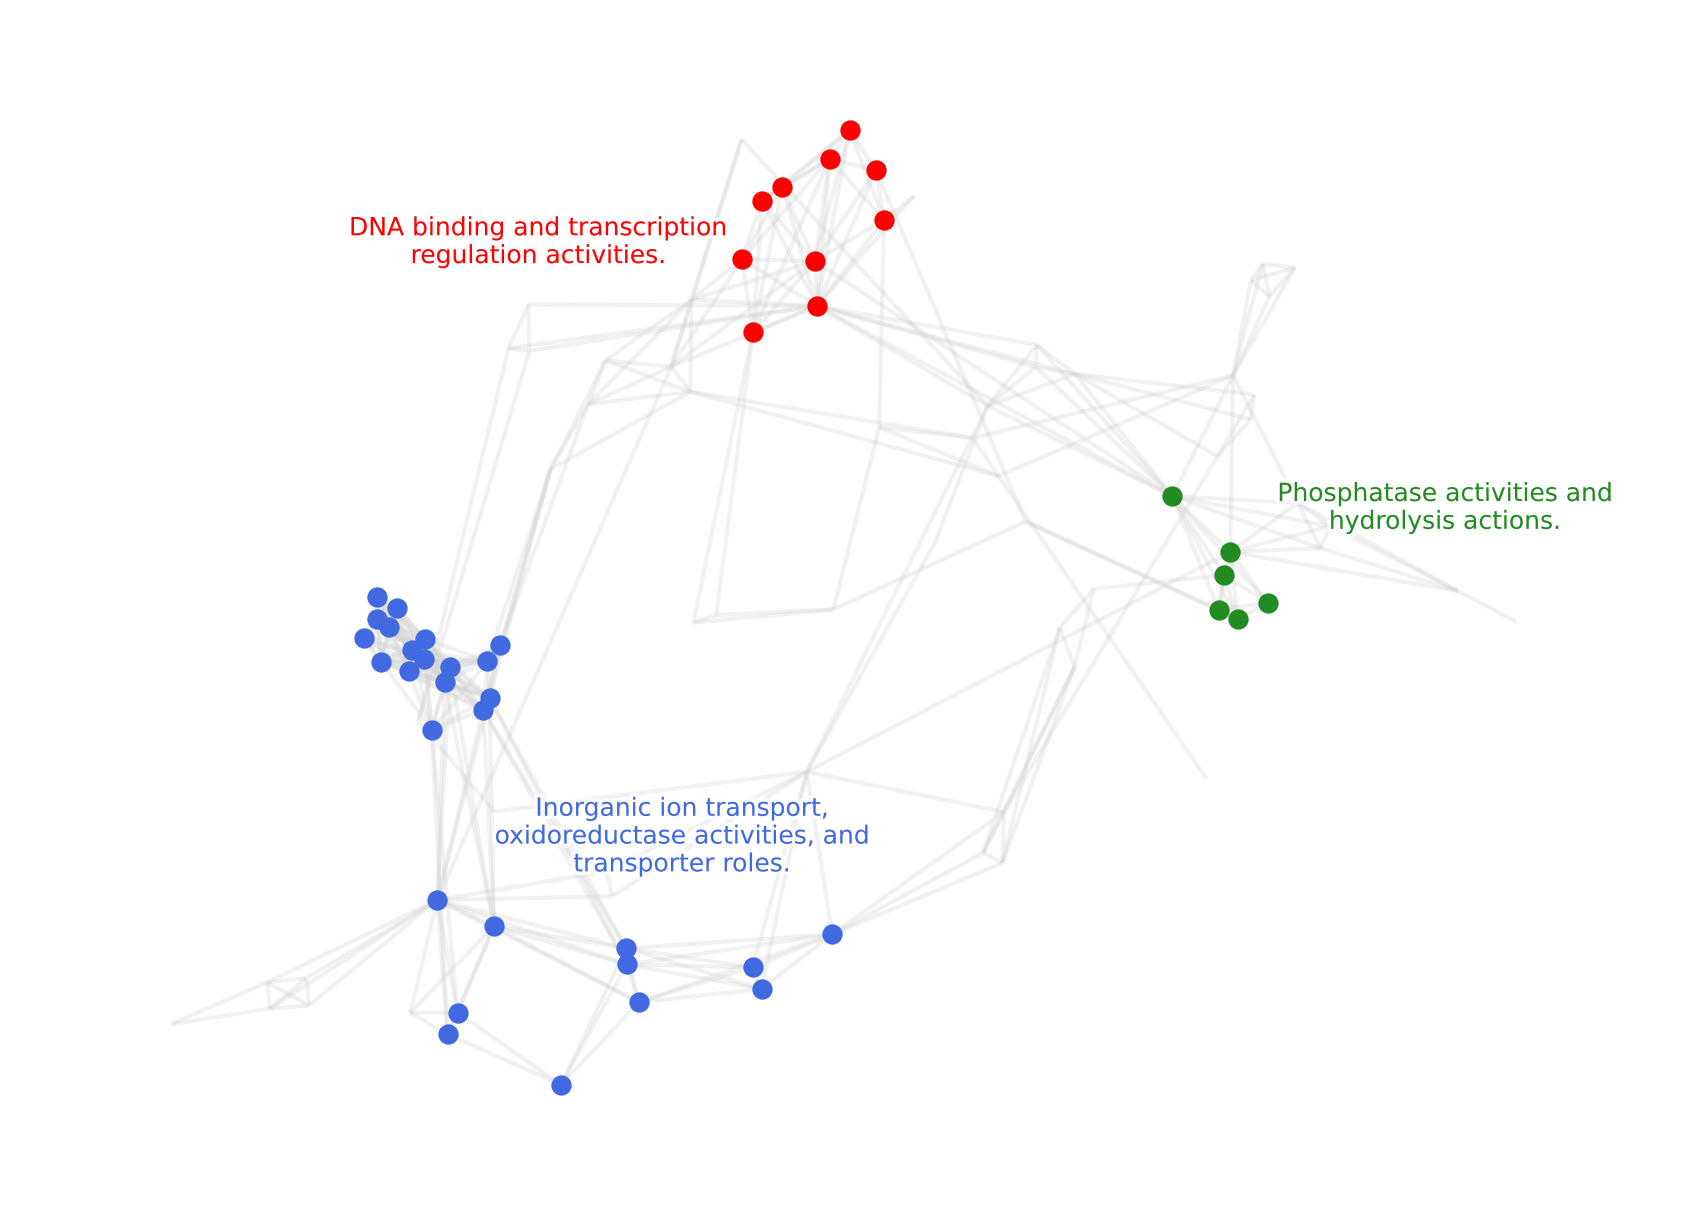 DNA binding and transcription
regulation activities.
Phosphatase activities and
hydrolysis actions.
Inorganic ion transport,
oxidoreductase activities, and
transporter roles.